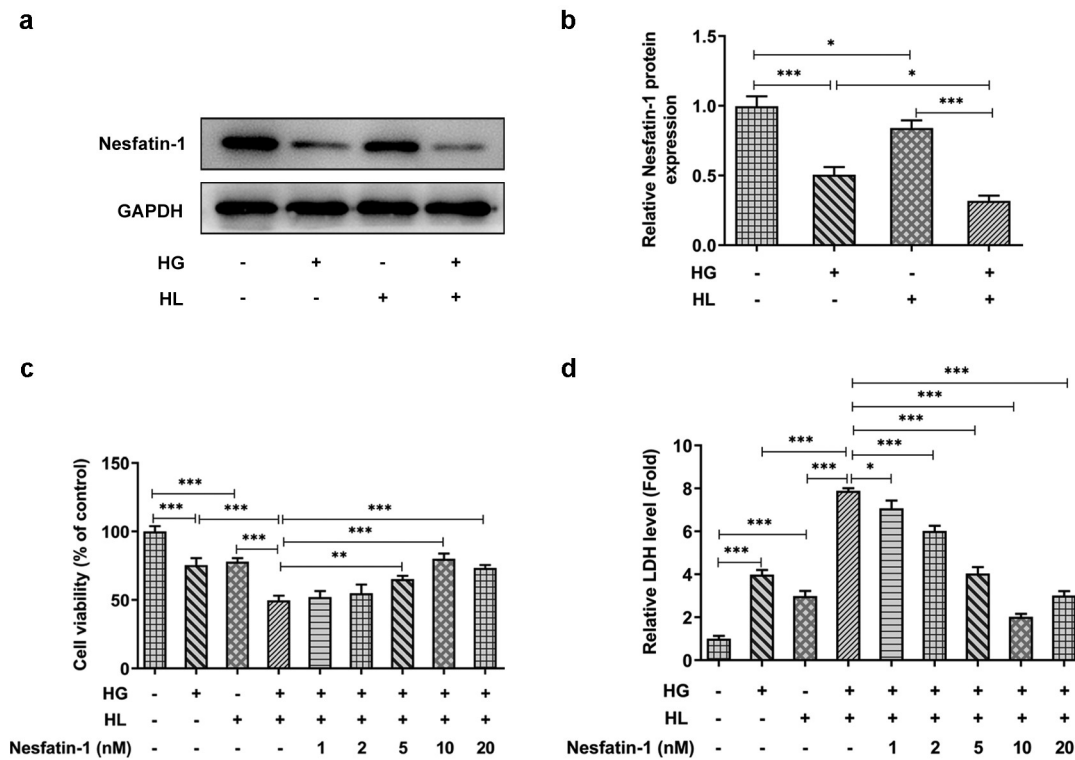 a
Nesfatin-1
GAPDH
HG - + - +
HL - - + +
b
Relative Nesfatin-1 protein
expression
1.5
1.0
0.5
0.0
* 
*** *
***
HG - + - +
HL - - + +
c
Cell viability (% of control)
150
100
50
0
*** ***
*** *** ***
*** **
HG - + - + + + + + +
HL - - + + + + + + +
Nesfatin-1 (nM) - - - - 1 2 5 10 20
d
Relative LDH level (Fold)
10
8
6
4
2
0
***
***
***
*** ***
*** *
***
***
HG - + - + + + + + +
HL - - + + + + + + +
Nesfatin-1 (nM) - - - - 1 2 5 10 20